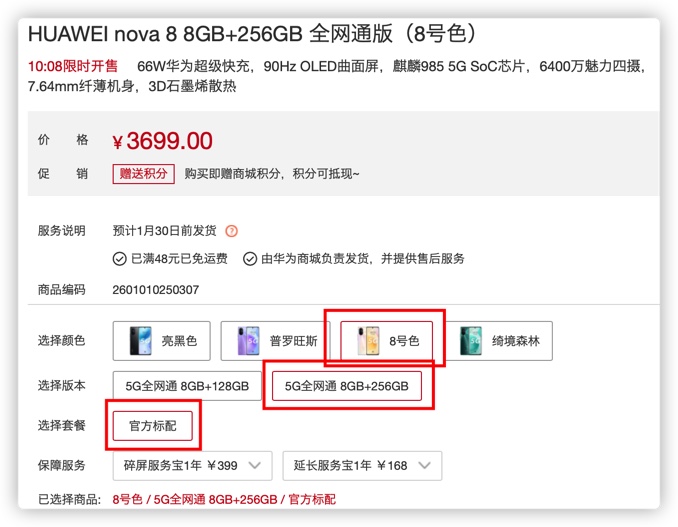 HUAWEI nova 8 8GB+256GB 全网通版（8号色）
10:08限时开售 66W华为超级快充，90Hz OLED曲面屏，麒麟985 5G SoC芯片，6400万魅力四摄，
7.64mm纤薄机身，3D石墨烯散热
价 格 ¥3699.00
促 销 赠送积分 购买即赠商城积分，积分可抵现~
服务说明 预计1月30日前发货 ?
已满48元已免运费 由华为商城负责发货，并提供售后服务
商品编码 2601010250307
选择颜色 亮黑色 普罗旺斯 8号色 绮境森林
选择版本 5G全网通 8GB+128GB 5G全网通 8GB+256GB
选择套餐 官方标配
保障服务 碎屏服务宝1年 ¥399 延长服务宝1年 ¥168
已选择商品: 8号色 / 5G全网通 8GB+256GB / 官方标配